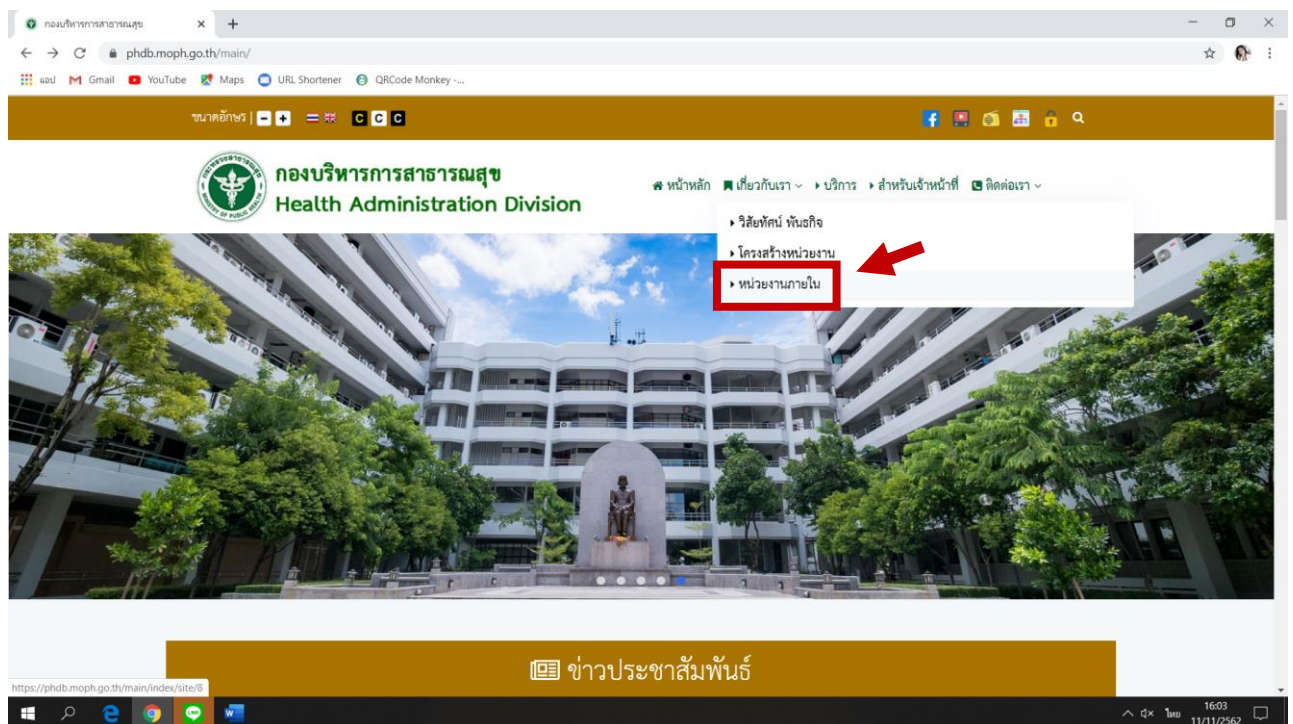 กองบริหารการสาธารณสุข
phdb.moph.go.th/main/
แอป Gmail YouTube Maps URL Shortener QRCode Monkey -...
ขนาดอักษร | - + C C C
กองบริหารการสาธารณสุข
Health Administration Division
หน้าหลัก เกี่ยวกับเรา บริการ สำหรับเจ้าหน้าที่ ติดต่อเรา
วิสัยทัศน์ พันธกิจ
โครงสร้างหน่วยงาน
หน่วยงานภายใน
ข่าวประชาสัมพันธ์
https://phdb.moph.go.th/main/index/site/8
ไทย 16:03
11/11/2562